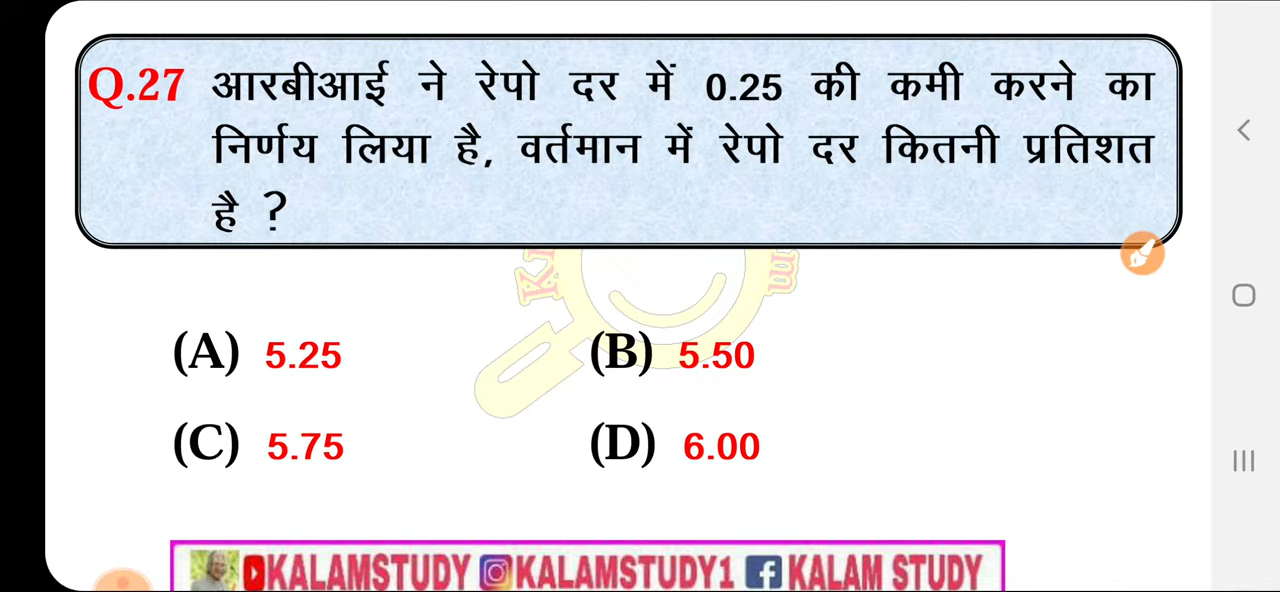 Q.27 आरबीआई ने रेपो दर में 0.25 की कमी करने का
निर्णय लिया है, वर्तमान में रेपो दर कितनी प्रतिशत
है ?
(A) 5.25 (B) 5.50
(C) 5.75 (D) 6.00
KALAMSTUDY KALAMSTUDY1 KALAM STUDY